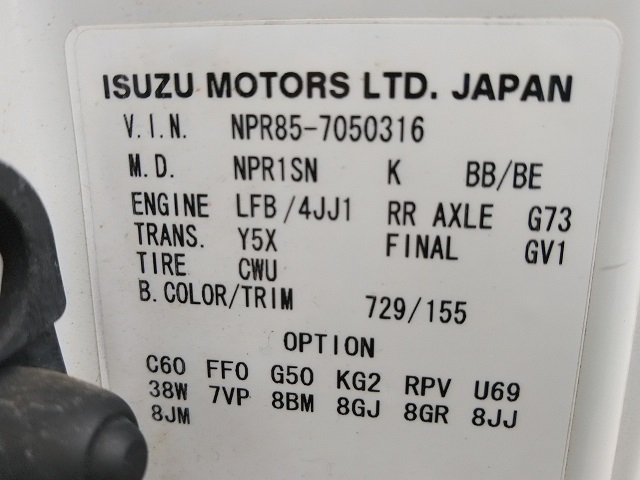 ISUZU MOTORS LTD. JAPAN
V.I.N. NPR85-7050316
M.D. NPR1SN K BB/BE
ENGINE LFB/4JJ1 RR AXLE G73
TRANS. Y5X FINAL GV1
TIRE CWU
B.COLOR/TRIM 729/155
OPTION
C60 FF0 G50 KG2 RPV U69
38W 7VP 8BM 8GJ 8GR 8JJ
8JM